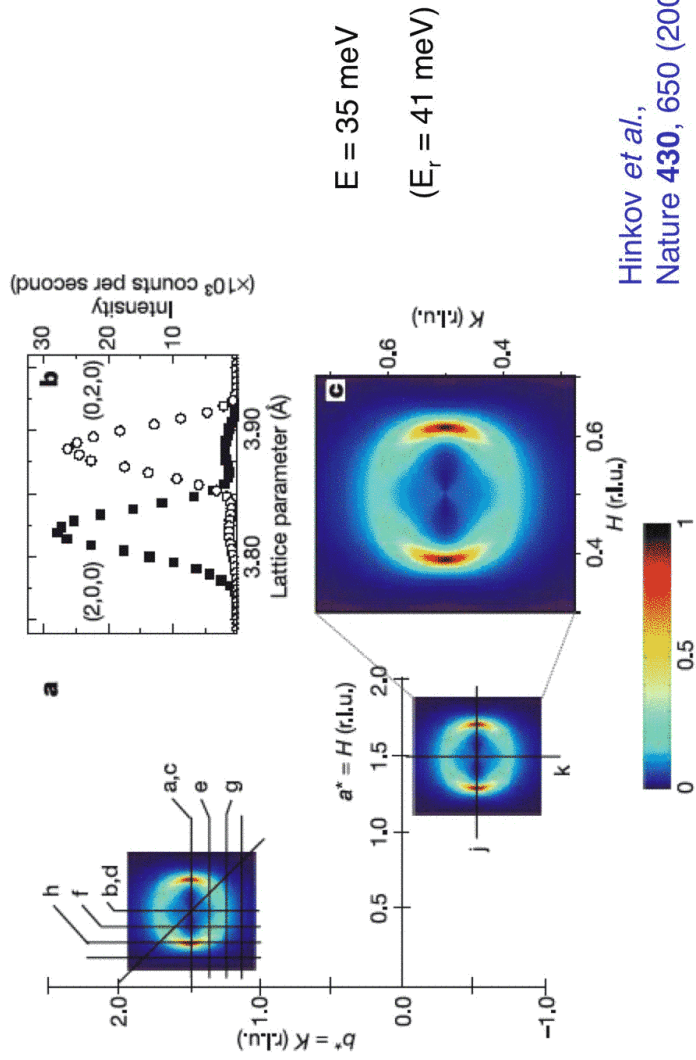 a
b* = K (r.l.u.)
2.0
1.0
0.0
-1.0
h
f
b,d
a,c
e
g
a* = H (r.l.u.)
0.5
1.0
1.5
2.0
j
k
b
(2,0,0)
(0,2,0)
30
20
10
Intensity
(×10³ counts per second)
3.80
3.90
Lattice parameter (Å)
c
K (r.l.u.)
0.6
0.4
0.4
0.6
H (r.l.u.)
0
0.5
1
E = 35 meV
(Eᵣ = 41 meV)
Hinkov et al.,
Nature 430, 650